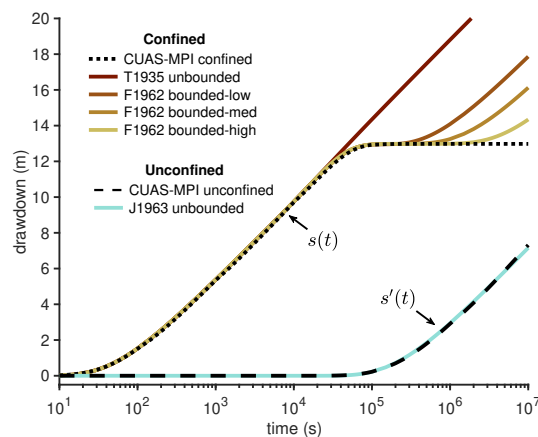 20
18
16
14
12
10
8
6
4
2
0
drawdown (m)
Confined
CUAS-MPI confined
T1935 unbounded
F1962 bounded-low
F1962 bounded-med
F1962 bounded-high
Unconfined
CUAS-MPI unconfined
J1963 unbounded
s(t)
s′(t)
10¹ 10² 10³ 10⁴ 10⁵ 10⁶ 10⁷
time (s)